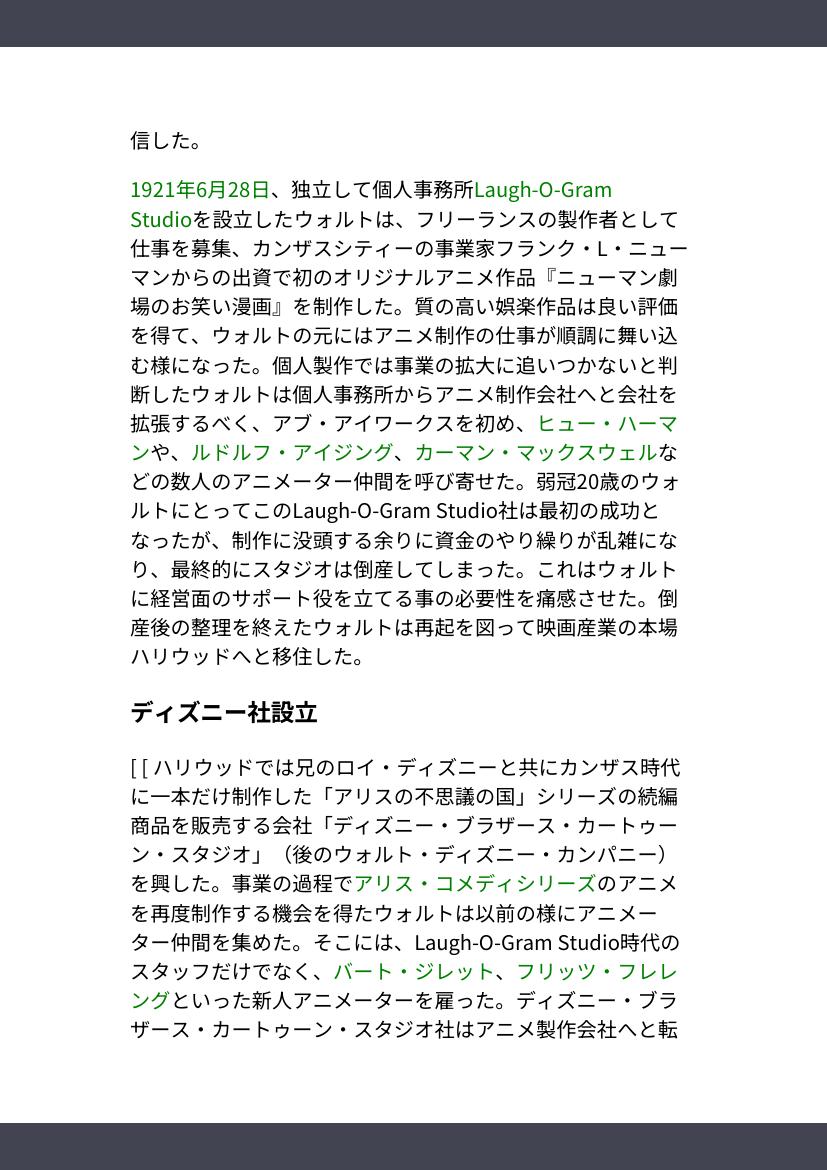 信した。
1921年6月28日、独立して個人事務所Laugh-O-Gram
Studioを設立したウォルトは、フリーランスの製作者として
仕事を募集、カンザスシティーの事業家フランク・L・ニュー
マンからの出資で初のオリジナルアニメ作品『ニューマン劇
場のお笑い漫画』を制作した。質の高い娯楽作品は良い評価
を得て、ウォルトの元にはアニメ制作の仕事が順調に舞い込
む様になった。個人製作では事業の拡大に追いつかないと判
断したウォルトは個人事務所からアニメ制作会社へと会社を
拡張するべく、アブ・アイワークスを初め、ヒュー・ハーマ
ンや、ルドルフ・アイジング、カーマン・マックスウェルな
どの数人のアニメーター仲間を呼び寄せた。弱冠20歳のウォ
ルトにとってこのLaugh-O-Gram Studio社は最初の成功と
なったが、制作に没頭する余りに資金のやり繰りが乱雑にな
り、最終的にスタジオは倒産してしまった。これはウォルト
に経営面のサポート役を立てる事の必要性を痛感させた。倒
産後の整理を終えたウォルトは再起を図って映画産業の本場
ハリウッドへと移住した。
ディズニー社設立
[ [ ハリウッドでは兄のロイ・ディズニーと共にカンザス時代
に一本だけ制作した「アリスの不思議の国」シリーズの続編
商品を販売する会社「ディズニー・ブラザース・カートゥー
ン・スタジオ」（後のウォルト・ディズニー・カンパニー）
を興した。事業の過程でアリス・コメディシリーズのアニメ
を再度制作する機会を得たウォルトは以前の様にアニメー
ター仲間を集めた。そこには、Laugh-O-Gram Studio時代の
スタッフだけでなく、バート・ジレット、フリッツ・フレレ
ングといった新人アニメーターを雇った。ディズニー・ブラ
ザース・カートゥーン・スタジオ社はアニメ製作会社へと転